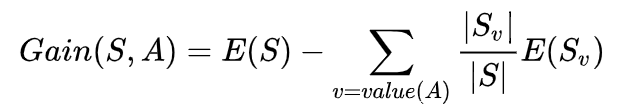 Gain(S, A) = E(S) − ∑_{v=value(A)} |S_v| / |S| E(S_v)